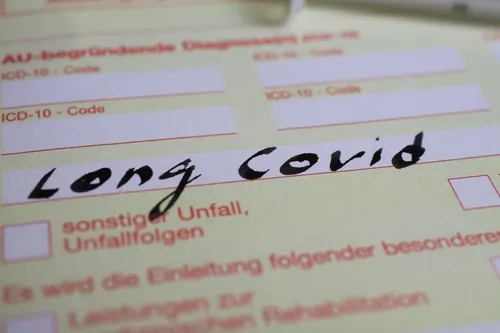 AU-begründende Diagnose(n)
ICD-10 - Code
ICD-10 - Code
ICD-10 - Code
ICD-10 - Code
Long Covid
sonstiger Unfall,
Unfallfolgen
Es wird die Einleitung folgender besonderer
Leistungen zur
Rehabilitation